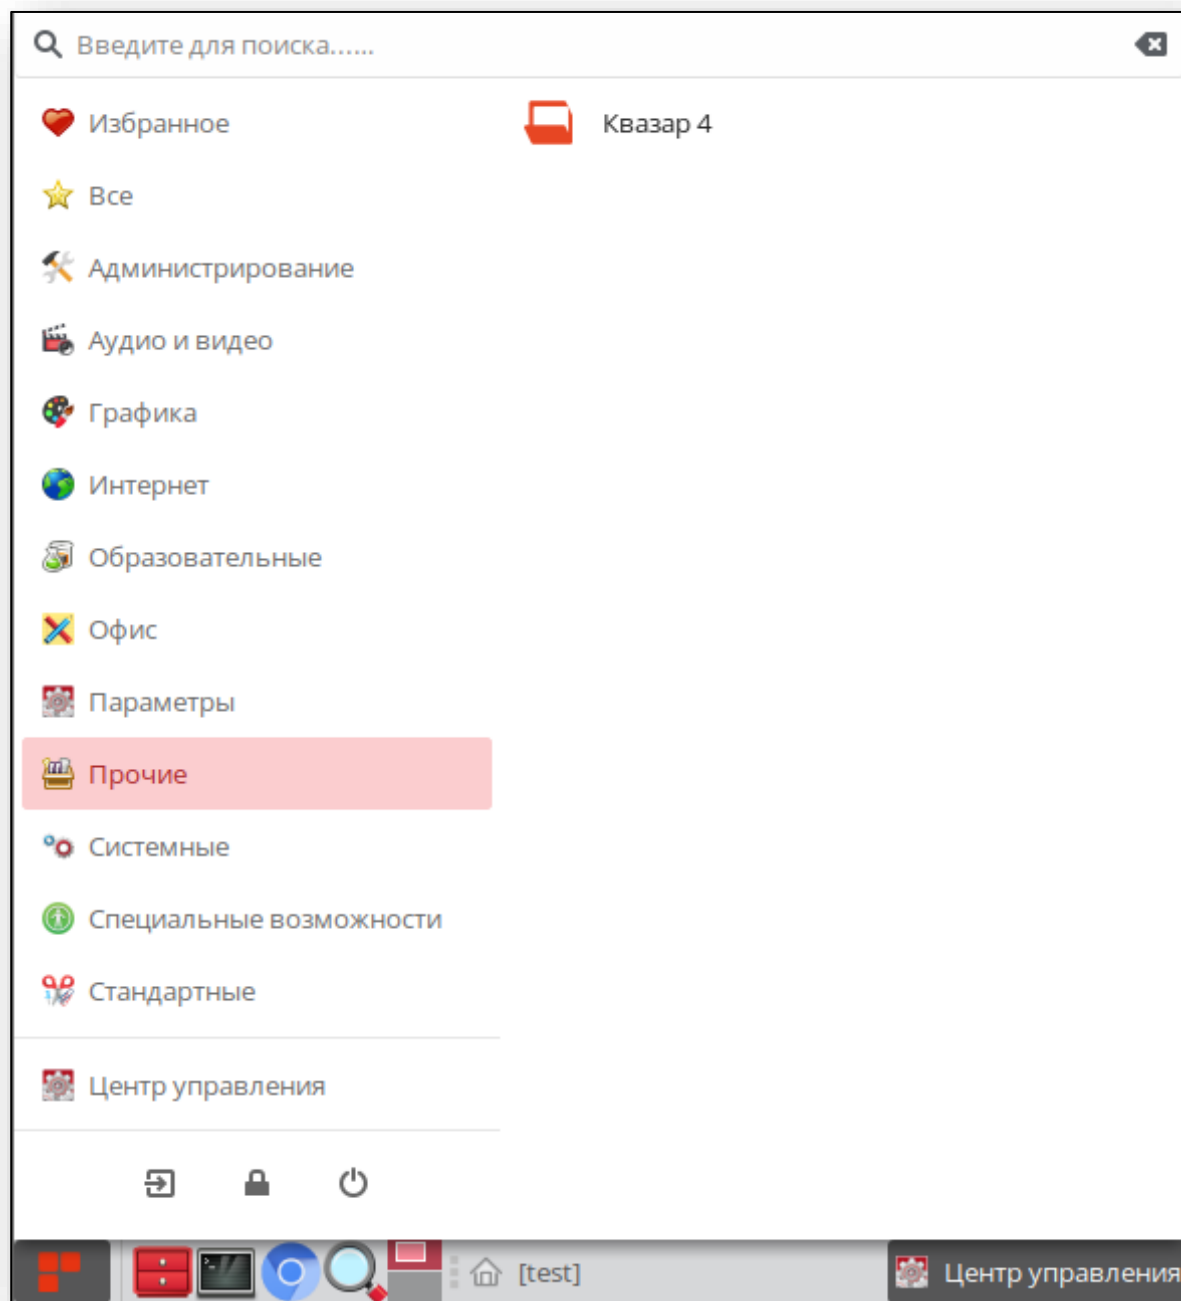 Введите для поиска......
Избранное
Квазар 4
Все
Администрирование
Аудио и видео
Графика
Интернет
Образовательные
Офис
Параметры
Прочие
Системные
Специальные возможности
Стандартные
Центр управления
[test]
Центр управления